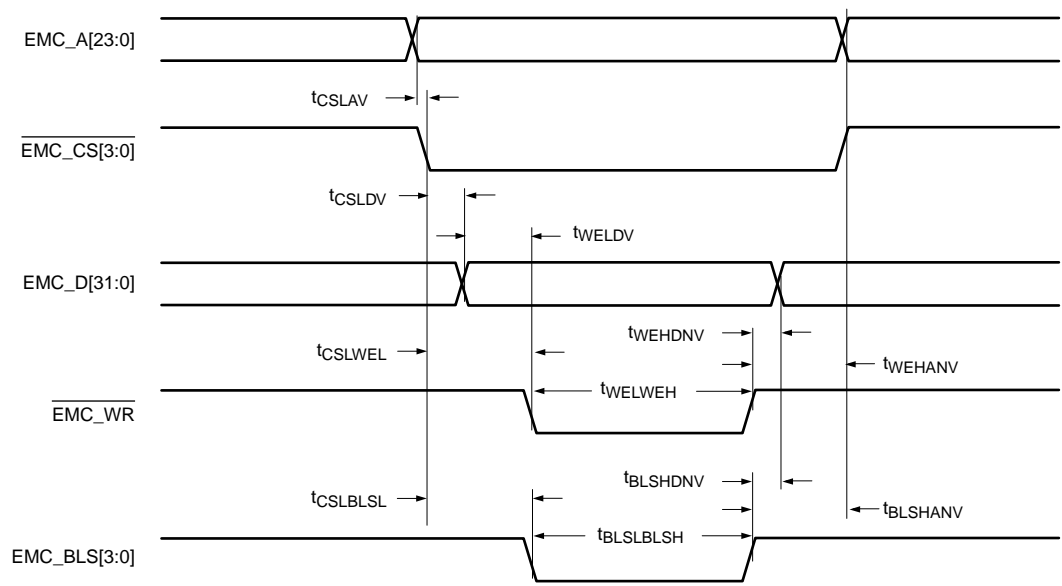 EMC_A[23:0]
tCSLAV
EMC_CS[3:0]
tCSLDV
tWELDV
EMC_D[31:0]
tWEHDNV
tCSLWEL
tWEHANV
tWELWEH
EMC_WR
tBLSHDNV
tCSLBLSL
tBLSHANV
tBLSLBLSH
EMC_BLS[3:0]